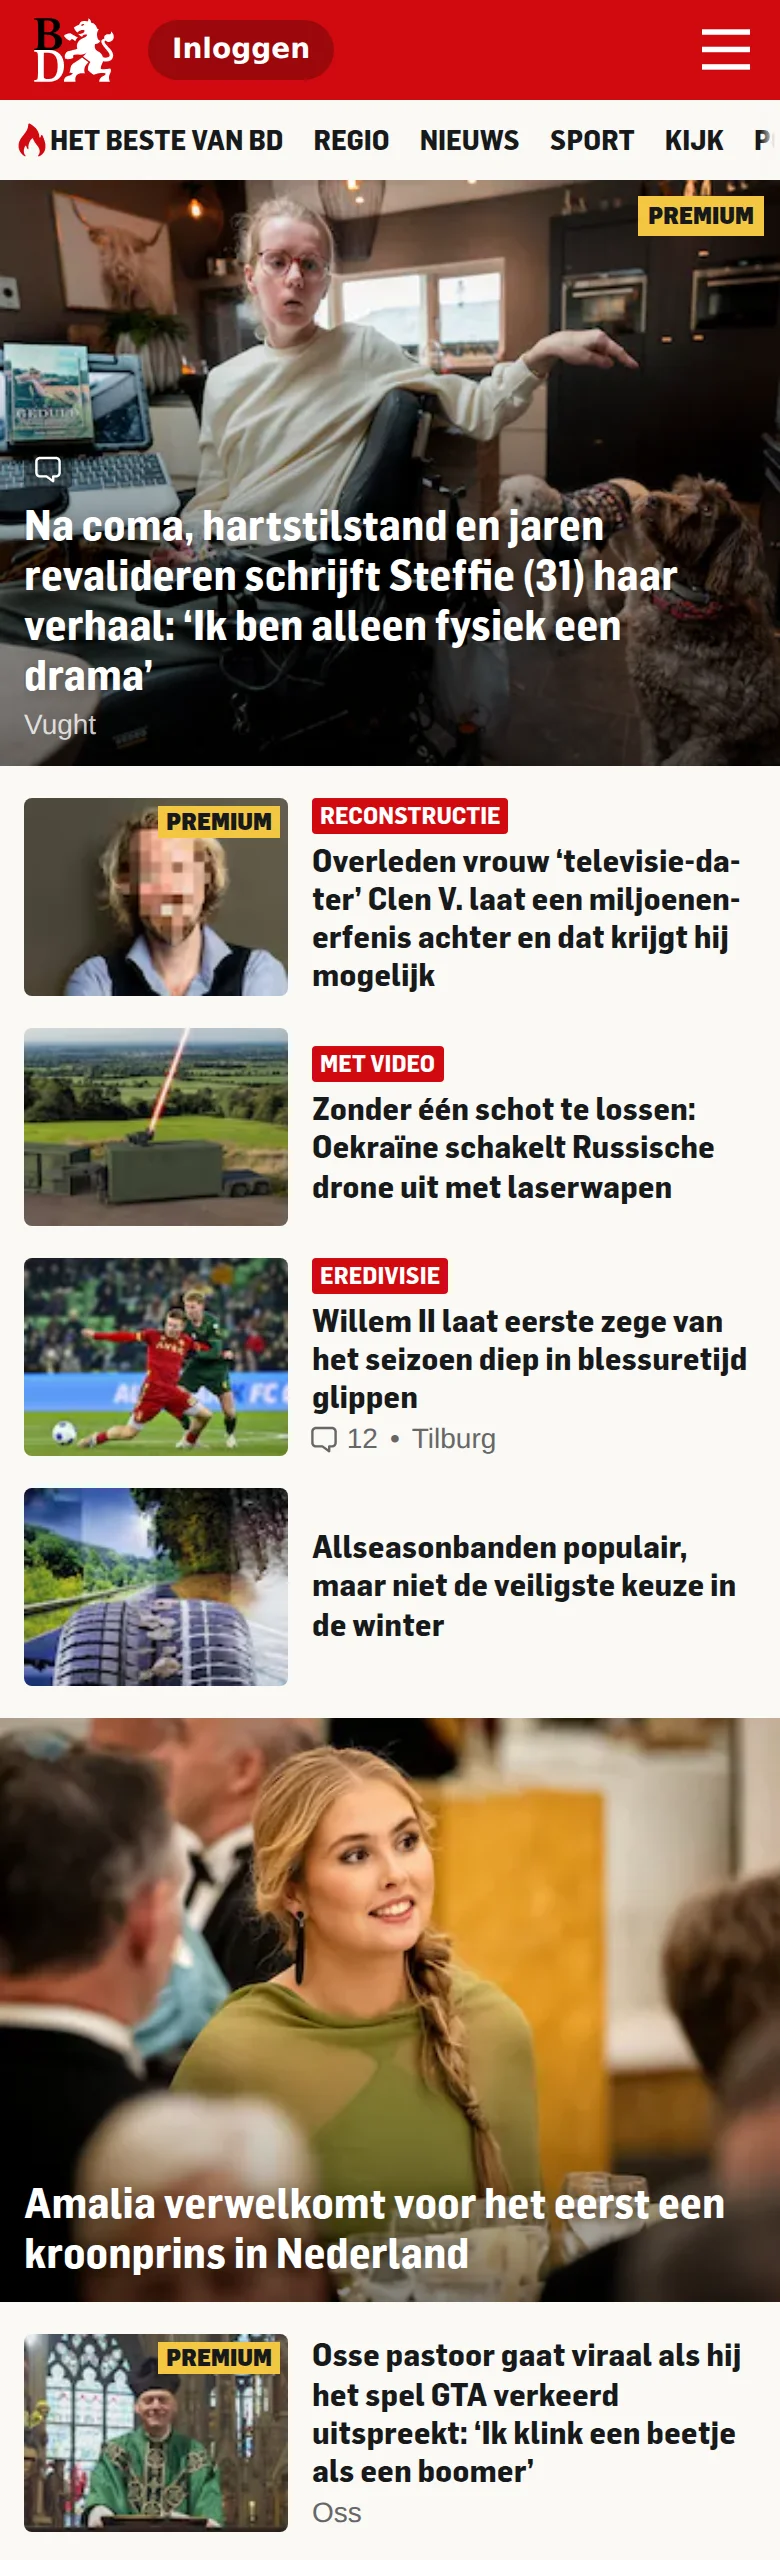 BD
Inloggen
HET BESTE VAN BD REGIO NIEUWS SPORT KIJK
PREMIUM
GEDULD
Na coma, hartstilstand en jaren
revalideren schrijft Steffie (31) haar
verhaal: ‘Ik ben alleen fysiek een
drama’
Vught
PREMIUM
RECONSTRUCTIE
Overleden vrouw ‘televisie-da-
ter’ Clen V. laat een miljoenen-
erfenis achter en dat krijgt hij
mogelijk
MET VIDEO
Zonder één schot te lossen:
Oekraïne schakelt Russische
drone uit met laserwapen
EREDIVISIE
Willem II laat eerste zege van
het seizoen diep in blessuretijd
glippen
12 • Tilburg
Allseasonbanden populair,
maar niet de veiligste keuze in
de winter
Amalia verwelkomt voor het eerst een
kroonprins in Nederland
PREMIUM
Osse pastoor gaat viraal als hij
het spel GTA verkeerd
uitspreekt: ‘Ik klink een beetje
als een boomer’
Oss